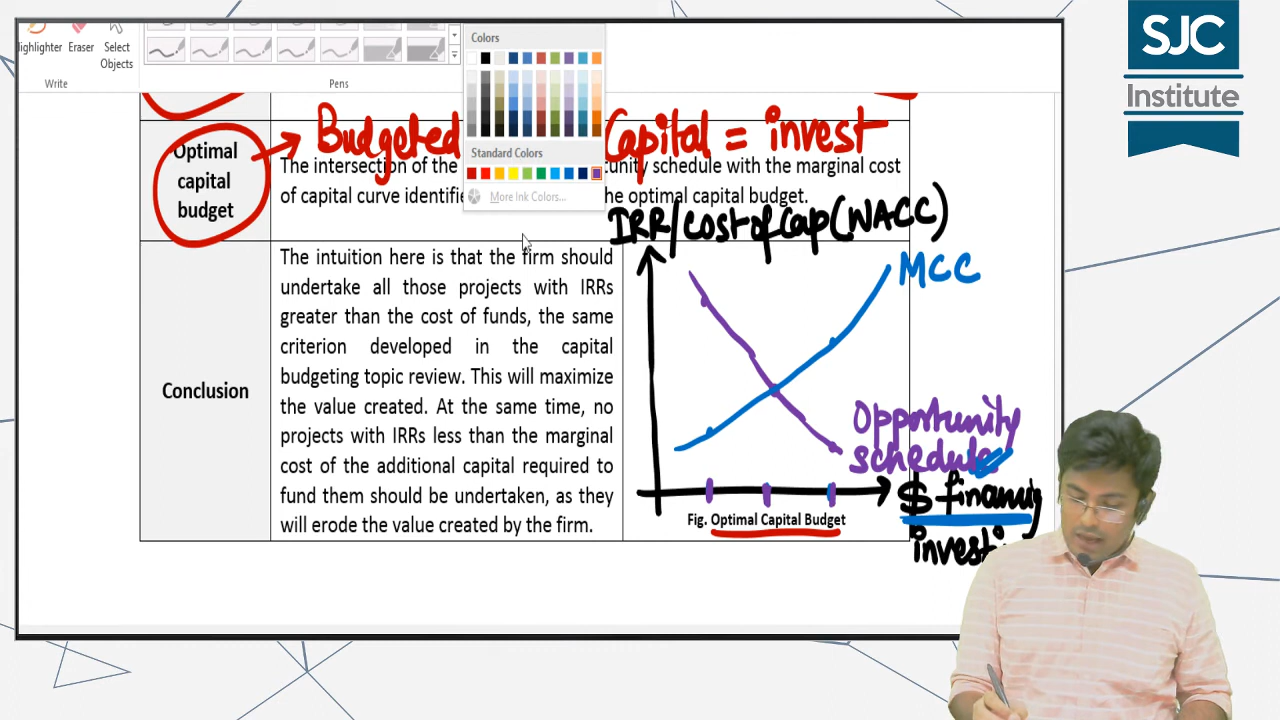 SJC
Institute
Highlighter
Eraser
Select
Objects
Write
Pens
Colors
Standard Colors
More Ink Colors...
Budgeted Capital = invest
Optimal
capital
budget
The intersection of the unity schedule with the marginal cost
of capital curve identifie the optimal capital budget.
IRR/cost of Cap (WACC)
MCC
Conclusion
The intuition here is that the firm should
undertake all those projects with IRRs
greater than the cost of funds, the same
criterion developed in the capital
budgeting topic review. This will maximize
the value created. At the same time, no
projects with IRRs less than the marginal
cost of the additional capital required to
fund them should be undertaken, as they
will erode the value created by the firm.
Opportunity
schedule
$ financing
Fig. Optimal Capital Budget
investi